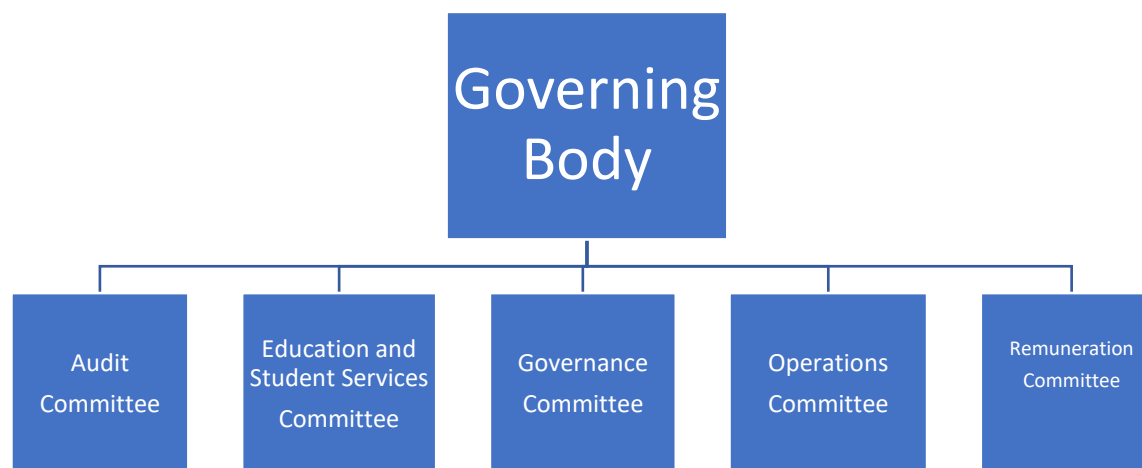 Governing
Body
Audit
Committee
Education and
Student Services
Committee
Governance
Committee
Operations
Committee
Remuneration
Committee